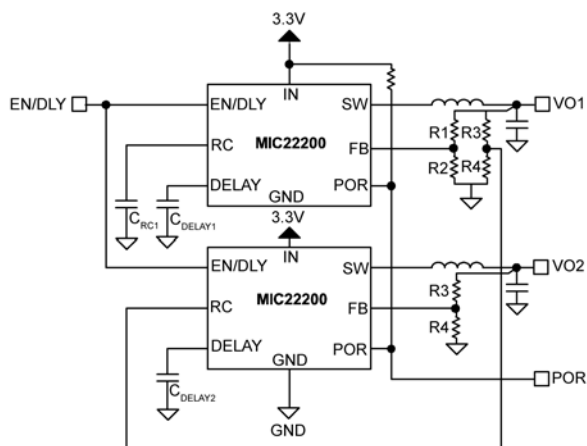 3.3V
EN/DLY
EN/DLY
IN
SW
VO1
R1
R3
RC
MIC22200
FB
R2
R4
DELAY
POR
GND
CRC1
CDELAY1
3.3V
EN/DLY
IN
SW
VO2
R3
RC
MIC22200
FB
R4
DELAY
POR
GND
CDELAY2
POR
GND